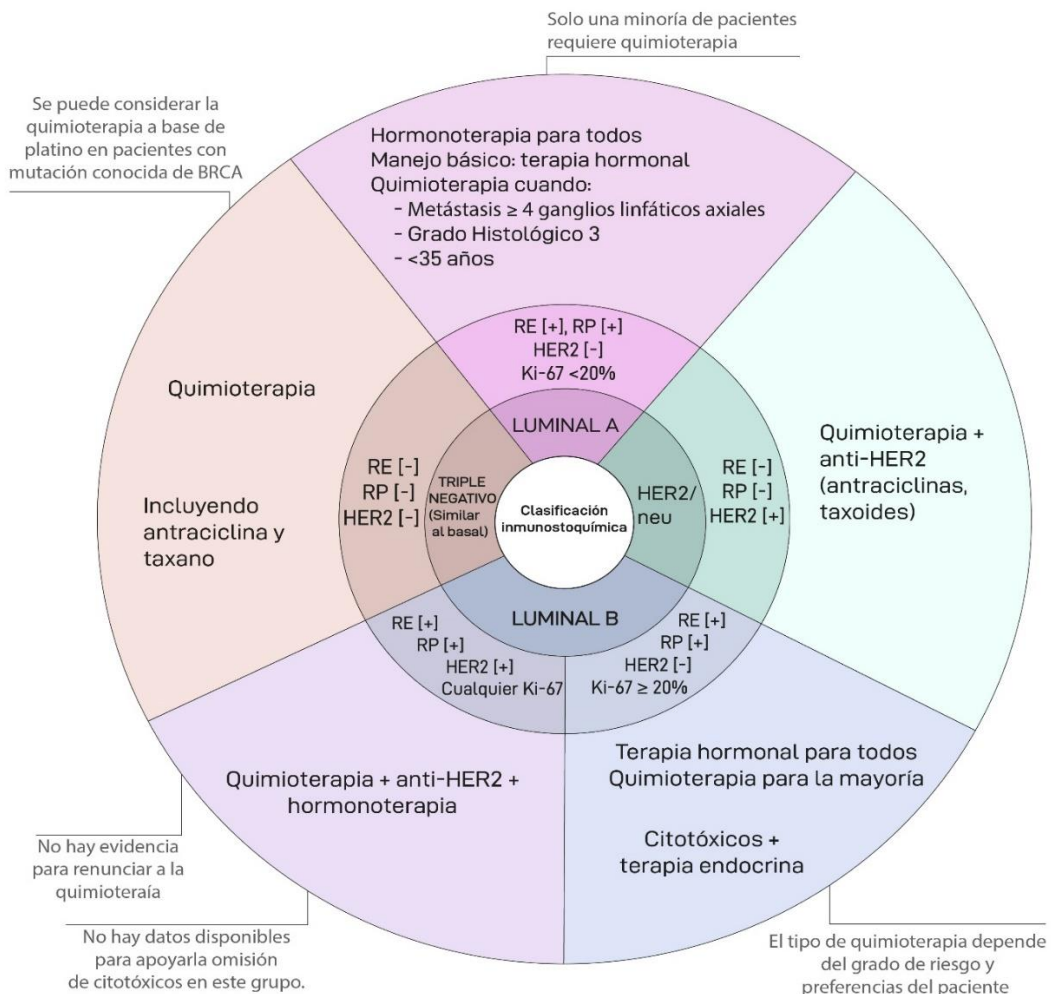 Solo una minoría de pacientes
requiere quimioterapia
Se puede considerar la
quimioterapia a base de
platino en pacientes con
mutación conocida de BRCA
Hormonoterapia para todos
Manejo básico: terapia hormonal
Quimioterapia cuando:
- Metástasis ≥ 4 ganglios linfáticos axiales
- Grado Histológico 3
- <35 años
RE [+], RP [+]
HER2 [-]
Ki-67 <20%
LUMINAL A
Quimioterapia
Incluyendo
antraciclina y
taxano
RE [-]
RP [-]
HER2 [-]
TRIPLE
NEGATIVO
(Similar
al basal)
Clasificación
inmunostoquímica
HER2/
neu
RE [-]
RP [-]
HER2 [+]
Quimioterapia +
anti-HER2
(antraciclinas,
taxoides)
LUMINAL B
RE [+]
RP [+]
HER2 [+]
Cualquier Ki-67
RE [+]
RP [+]
HER2 [-]
Ki-67 ≥ 20%
Quimioterapia + anti-HER2 +
hormonoterapia
Terapia hormonal para todos
Quimioterapia para la mayoría
Citotóxicos +
terapia endocrina
No hay evidencia
para renunciar a la
quimioteraía
No hay datos disponibles
para apoyarla omisión
de citotóxicos en este grupo.
El tipo de quimioterapia depende
del grado de riesgo y
preferencias del paciente